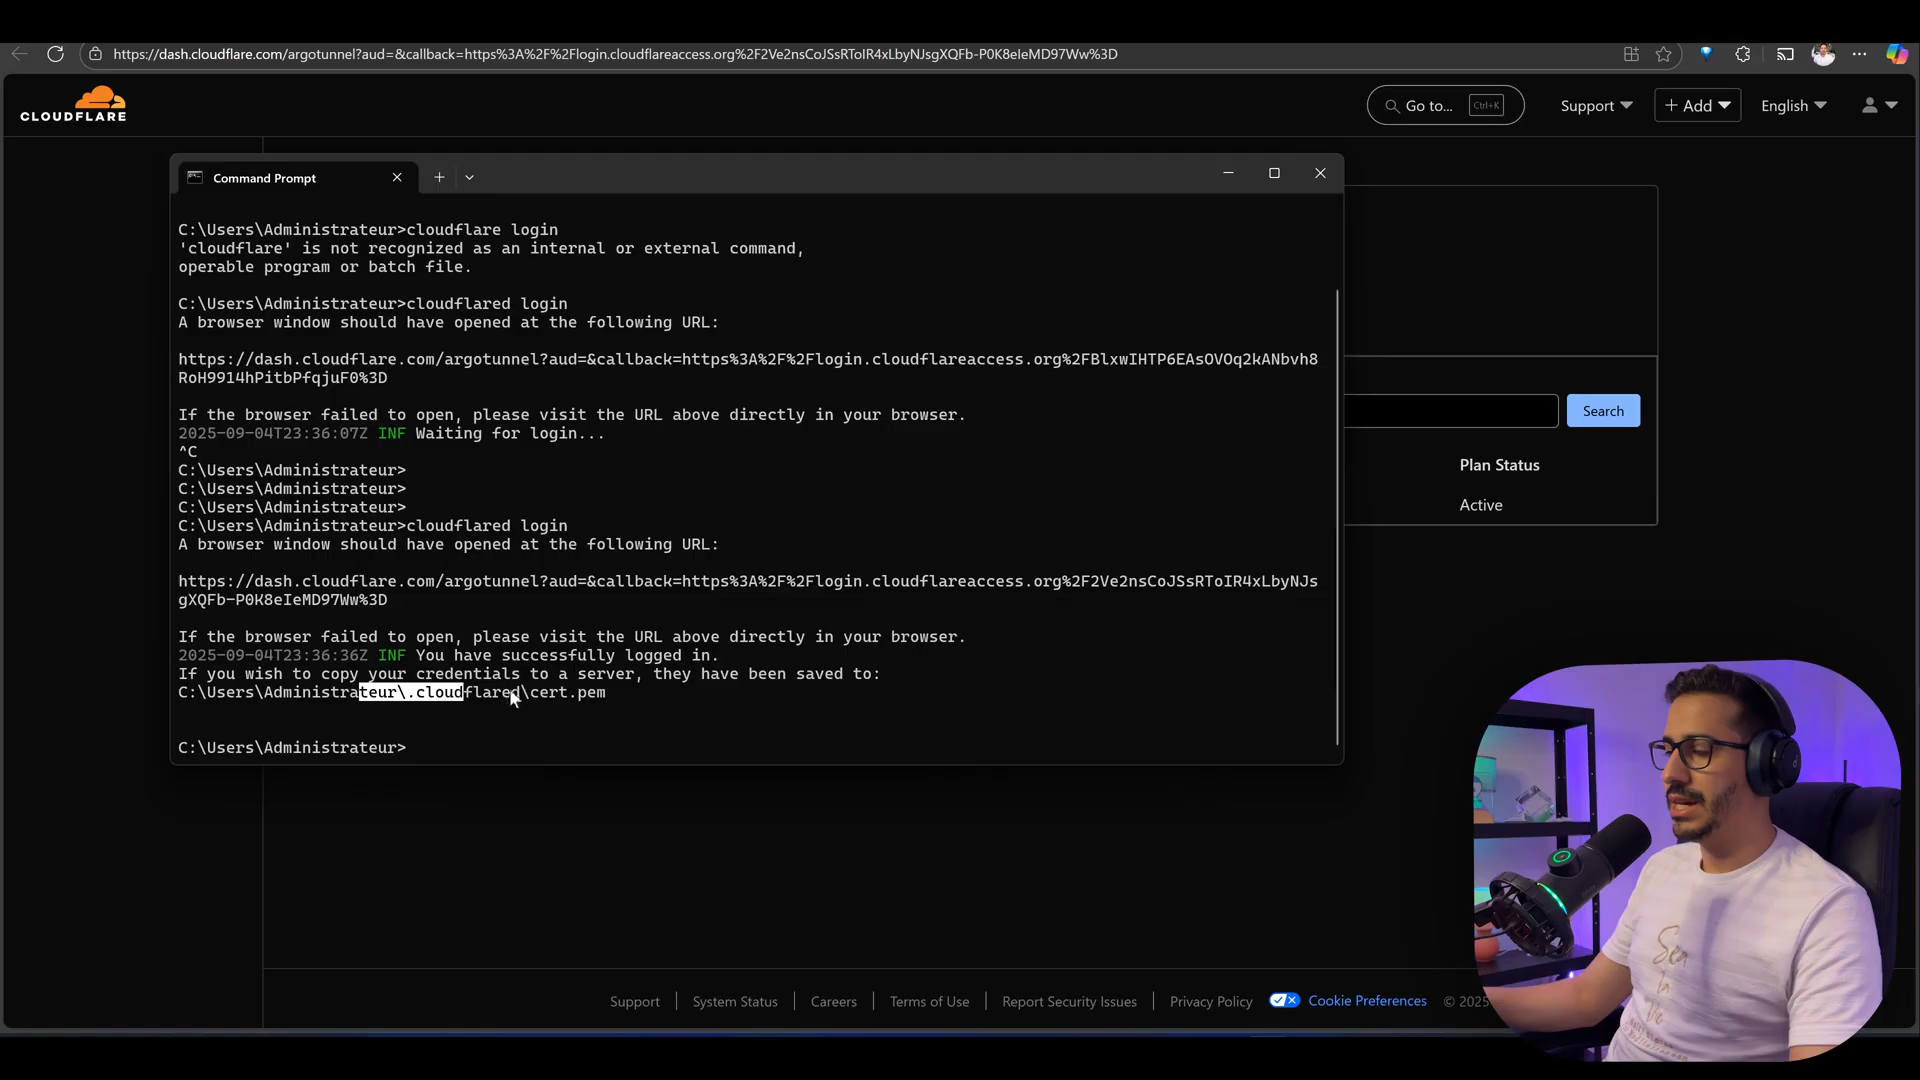 https://dash.cloudflare.com/argotunnel?aud=&callback=https%3A%2F%2Flogin.cloudflareaccess.org%2F2Ve2nsCoJSsRToIR4xLbyNJsgXQFb-P0K8eIeMD97Ww%3D
CLOUDFLARE
Go to... Ctrl+K
Support
+ Add
English
Command Prompt
C:\Users\Administrateur>cloudflare login
'cloudflare' is not recognized as an internal or external command,
operable program or batch file.
C:\Users\Administrateur>cloudflared login
A browser window should have opened at the following URL:
https://dash.cloudflare.com/argotunnel?aud=&callback=https%3A%2F%2Flogin.cloudflareaccess.org%2FBlxwIHTP6EAsOVOq2kANbvh8
RoH9914hPitbPfqjuF0%3D
If the browser failed to open, please visit the URL above directly in your browser.
2025-09-04T23:36:07Z INF Waiting for login...
^C
C:\Users\Administrateur>
C:\Users\Administrateur>
C:\Users\Administrateur>
C:\Users\Administrateur>cloudflared login
A browser window should have opened at the following URL:
https://dash.cloudflare.com/argotunnel?aud=&callback=https%3A%2F%2Flogin.cloudflareaccess.org%2F2Ve2nsCoJSsRToIR4xLbyNJs
gXQFb-P0K8eIeMD97Ww%3D
If the browser failed to open, please visit the URL above directly in your browser.
2025-09-04T23:36:36Z INF You have successfully logged in.
If you wish to copy your credentials to a server, they have been saved to:
C:\Users\Administrateur\.cloudflared\cert.pem
C:\Users\Administrateur>
Search
Plan Status
Active
Support
System Status
Careers
Terms of Use
Report Security Issues
Privacy Policy
Cookie Preferences
© 2025
Sea
la